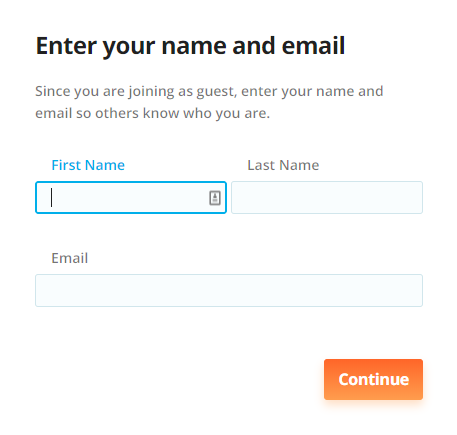 Enter your name and email
Since you are joining as guest, enter your name and
email so others know who you are.
First Name Last Name
Email
Continue